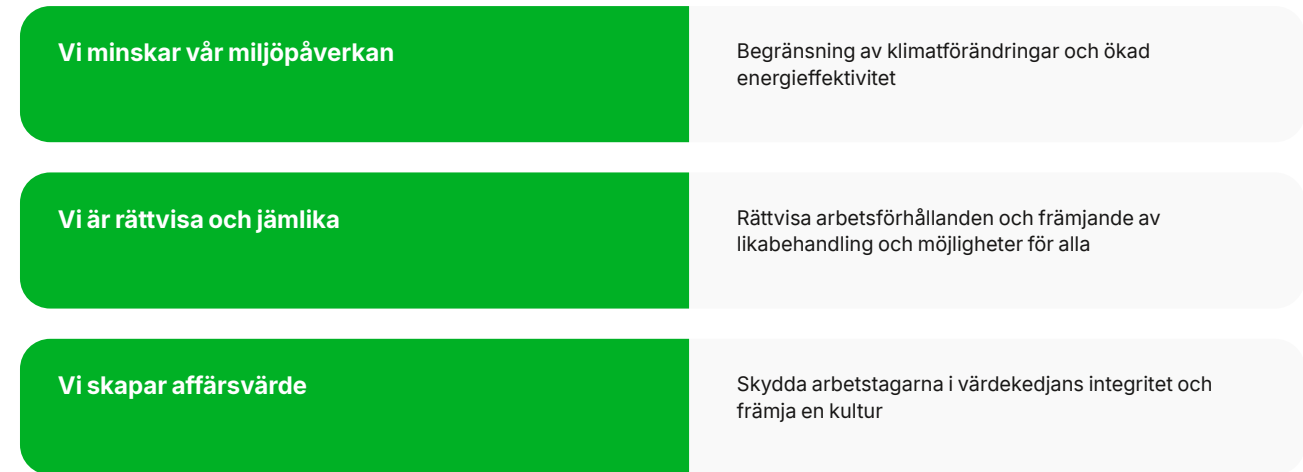 Vi minskar vår miljöpåverkan
Begränsning av klimatförändringar och ökad
energieffektivitet
Vi är rättvisa och jämlika
Rättvisa arbetsförhållanden och främjande av
likabehandling och möjligheter för alla
Vi skapar affärsvärde
Skydda arbetstagarna i värdekedjans integritet och
främja en kultur